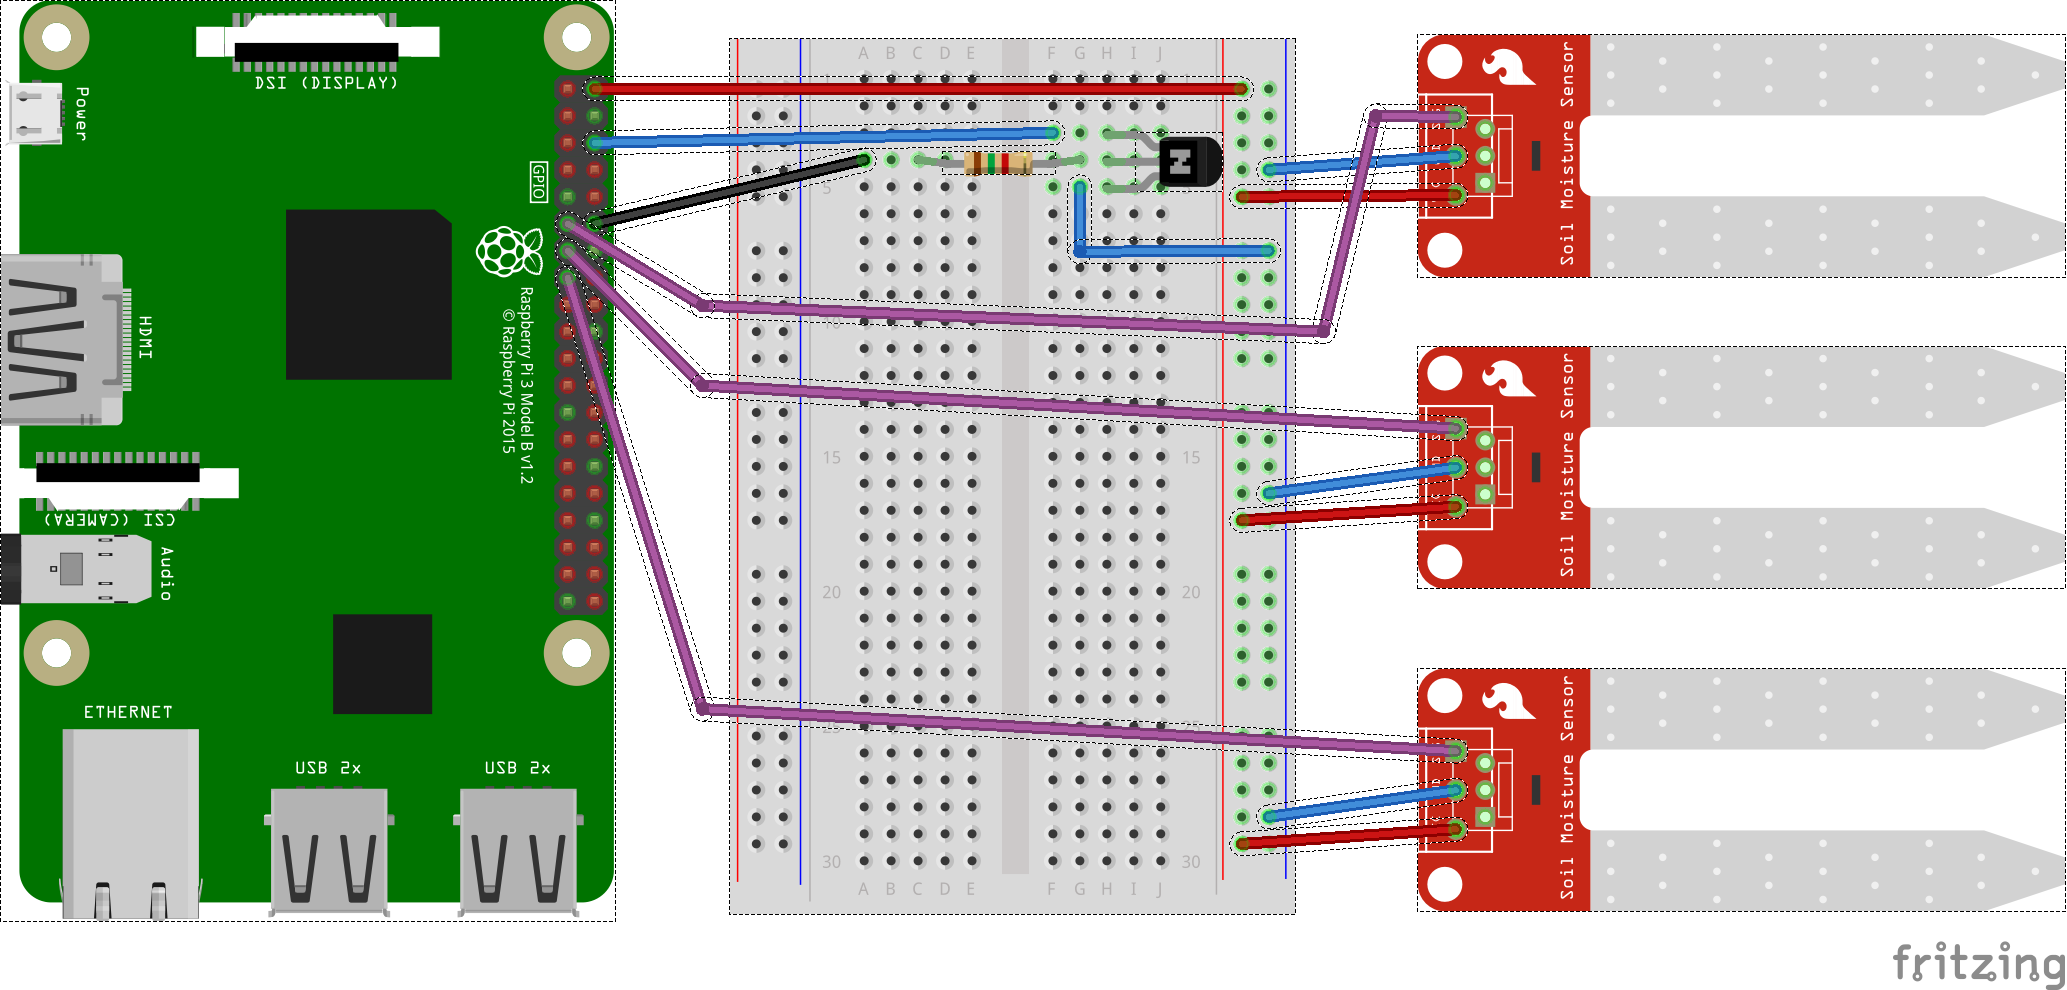 DSI (DISPLAY)
Power
GPIO
HDMI
Raspberry Pi 3 Model B v1.2
© Raspberry Pi 2015
CSI (CAMERA)
Audio
ETHERNET
USB 2x
USB 2x
A B C D E F G H I J
5
10
15 15
20 20
25 25
30 30
A B C D E F G H I J
N
Soil Moisture Sensor
Soil Moisture Sensor
Soil Moisture Sensor
fritzing